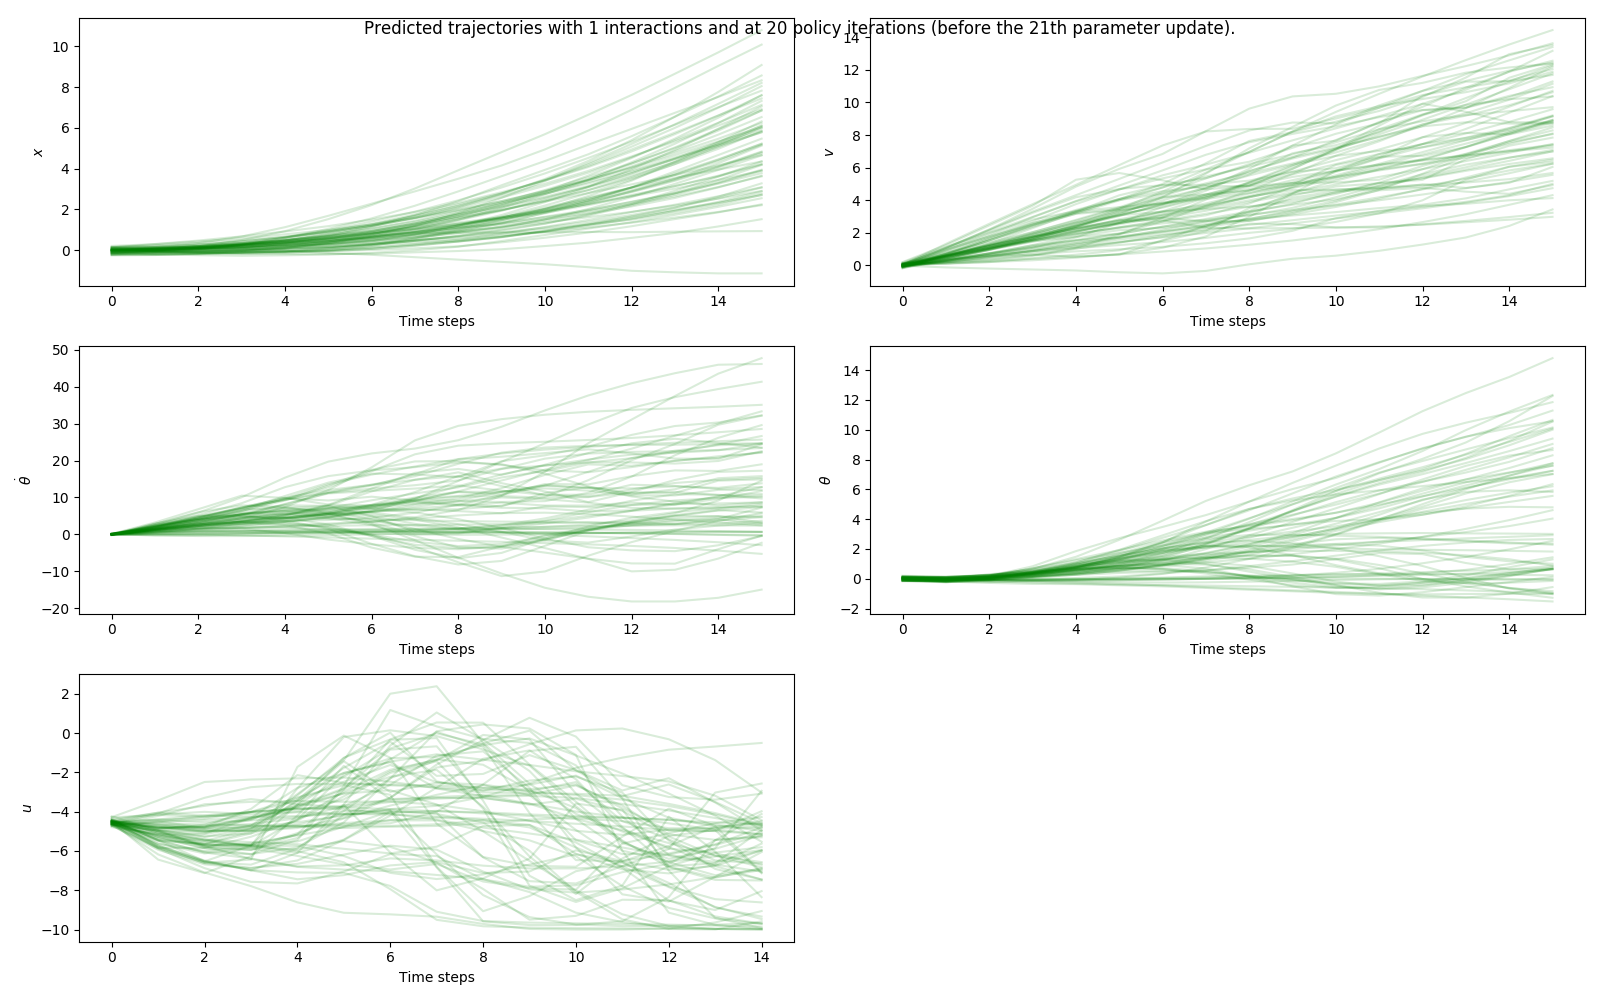 Predicted trajectories with 1 interactions and at 20 policy iterations (before the 21th parameter update).
x
10
8
6
4
2
0
0 2 4 6 8 10 12 14
Time steps
v
14
12
10
8
6
4
2
0
0 2 4 6 8 10 12 14
Time steps
θ̇
50
40
30
20
10
0
−10
−20
0 2 4 6 8 10 12 14
Time steps
θ
14
12
10
8
6
4
2
0
−2
0 2 4 6 8 10 12 14
Time steps
u
2
0
−2
−4
−6
−8
−10
0 2 4 6 8 10 12 14
Time steps